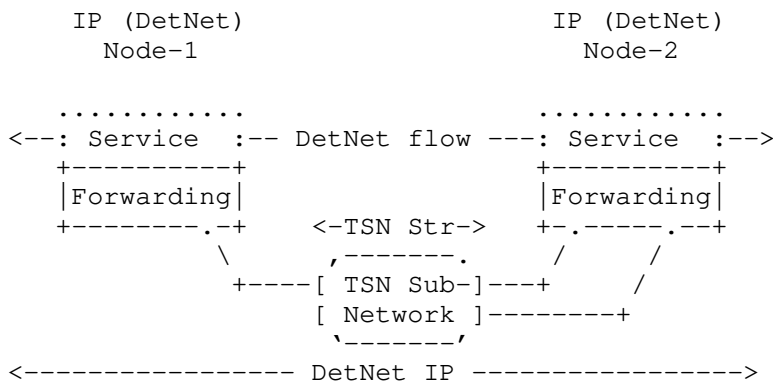 IP (DetNet) IP (DetNet)
Node-1 Node-2
............ ............
<--: Service :-- DetNet flow ---: Service :-->
+----------+ +----------+
|Forwarding| |Forwarding|
+--------.-+ <-TSN Str-> +-.-----.--+
\ ,-------. / /
+----[ TSN Sub-]---+ /
[ Network ]--------+
`-------'
<----------------- DetNet IP ----------------->